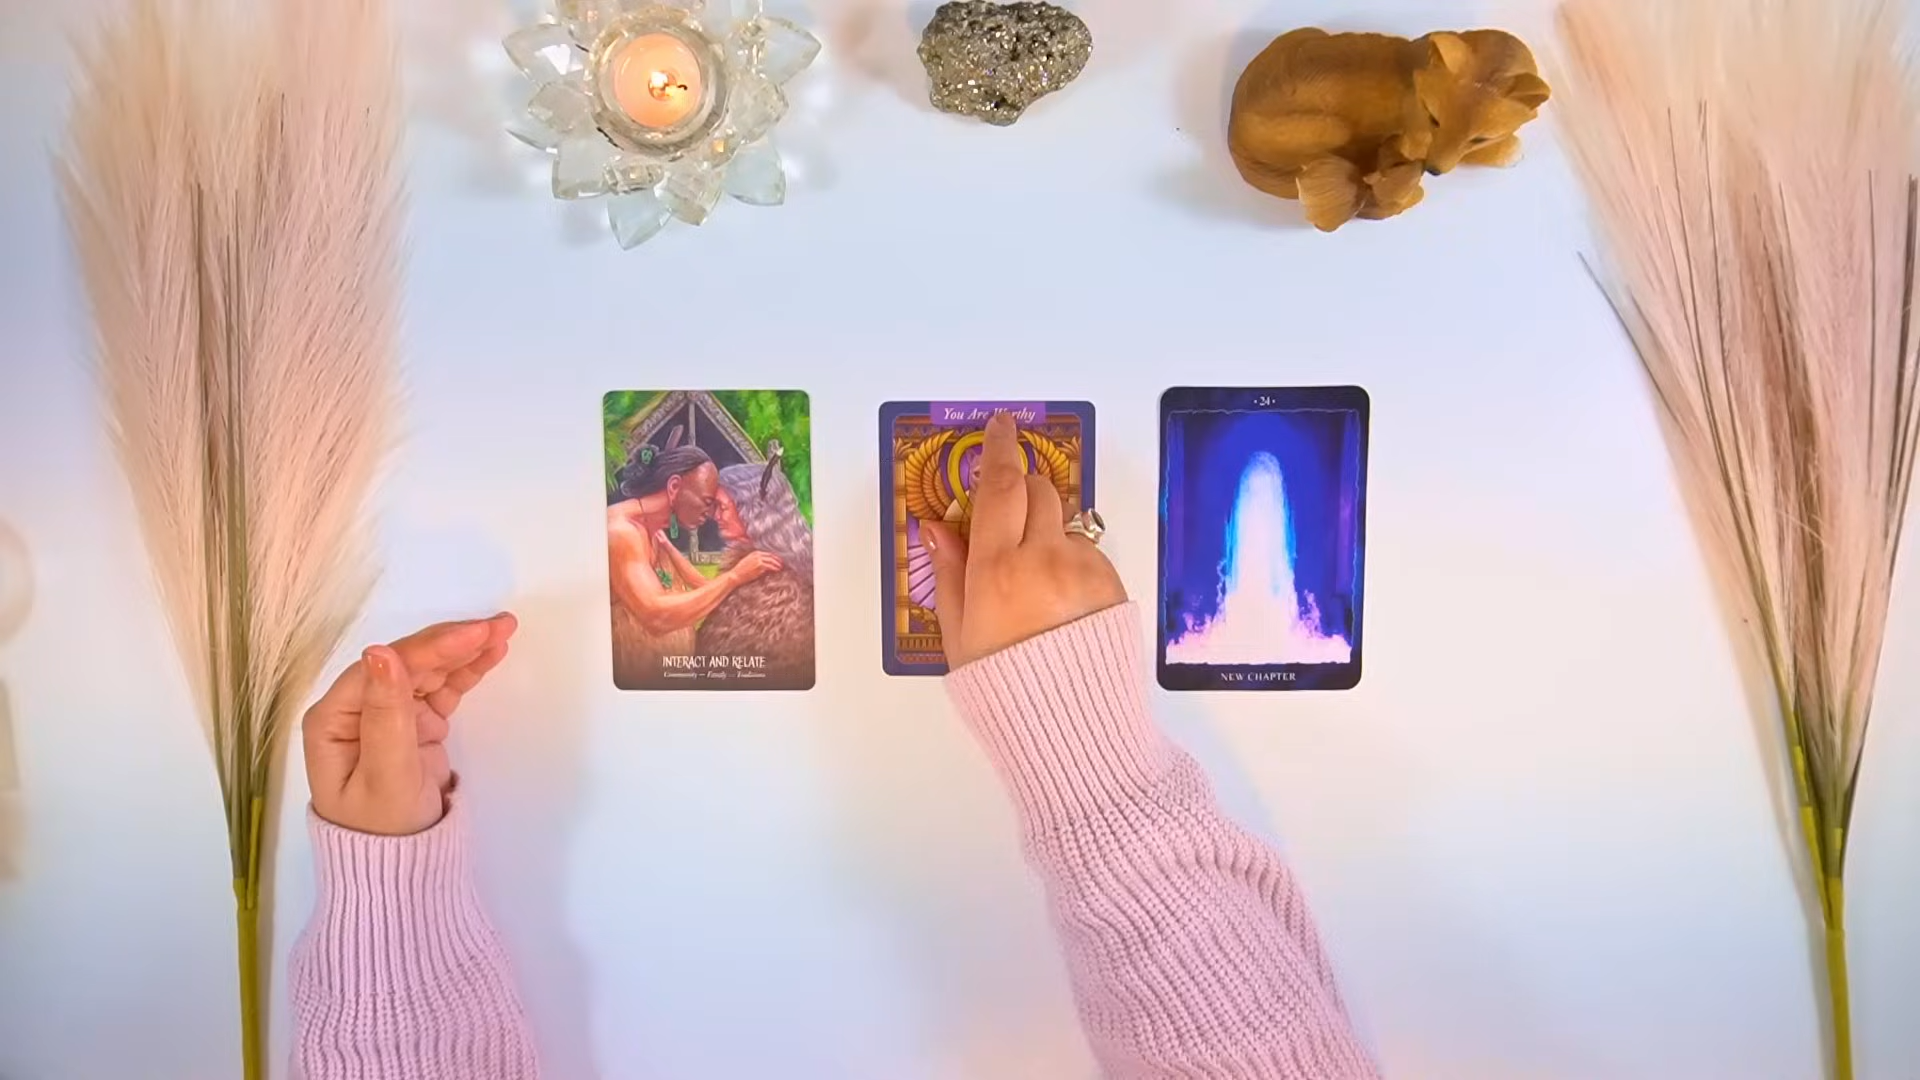 INTERACT AND RELATE
Community — Family — Traditions
You Are Worthy
· 24 ·
NEW CHAPTER